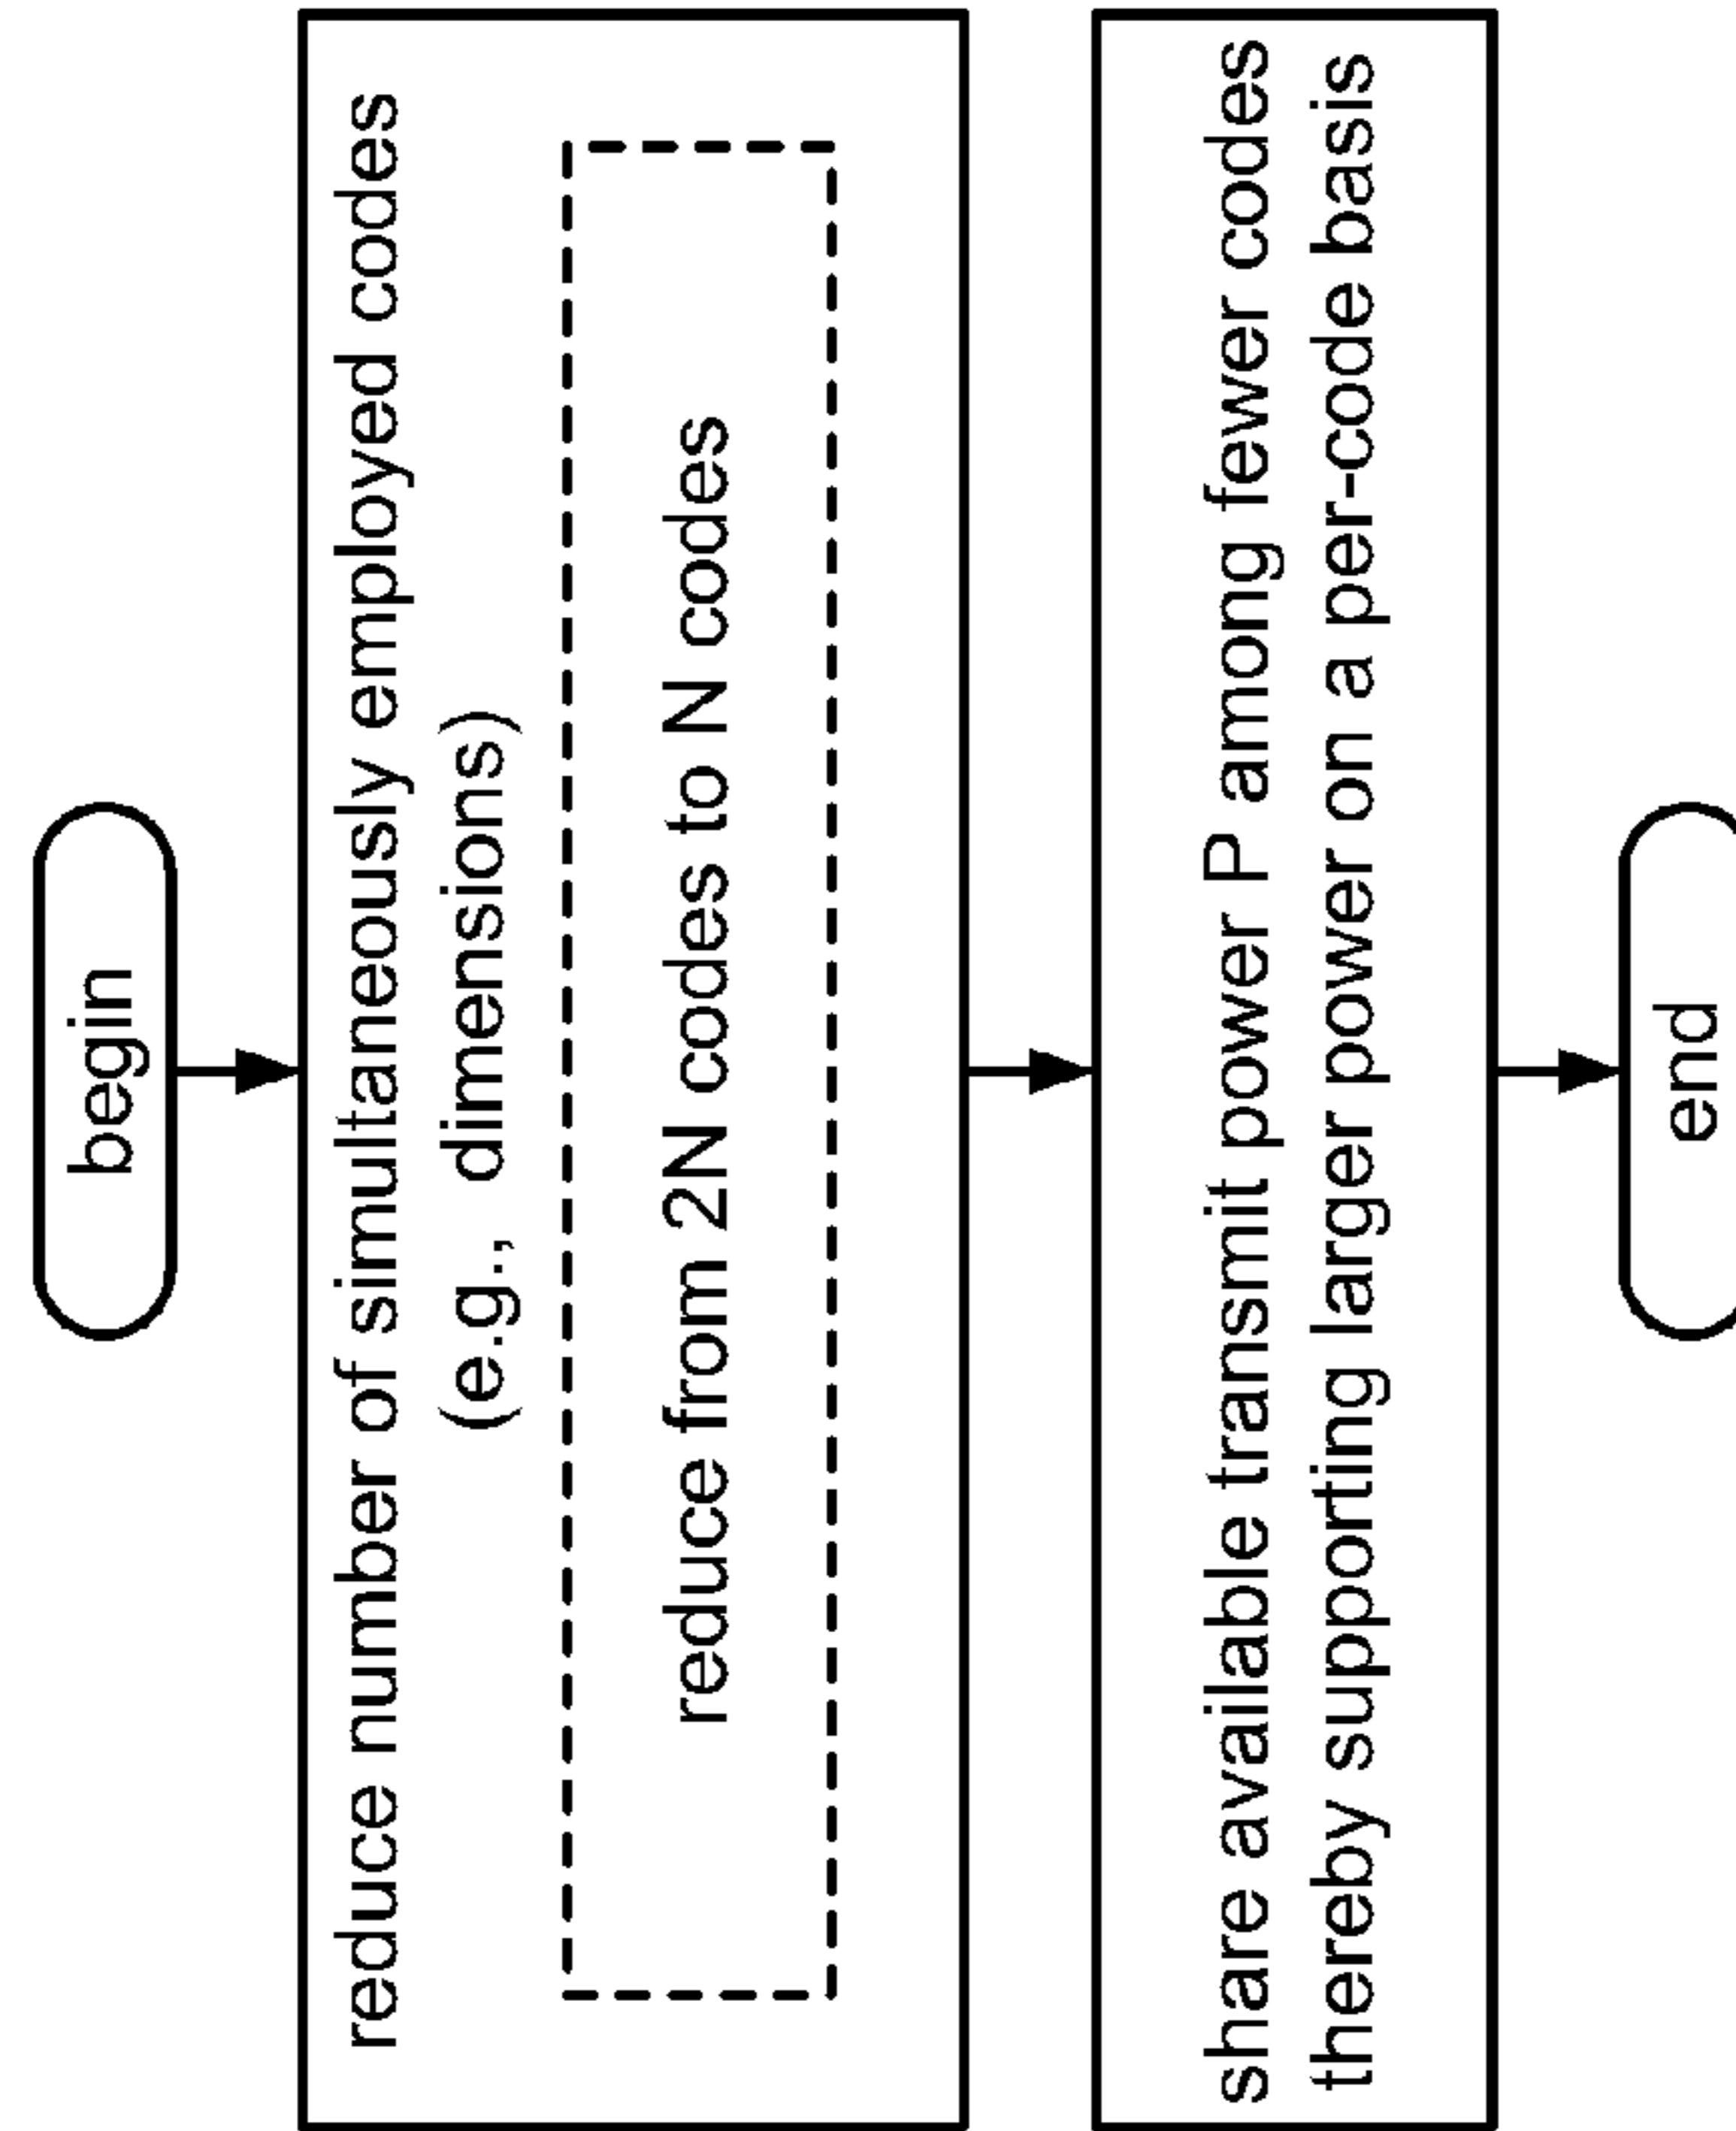 begin
reduce number of simultaneously employed codes
(e.g., dimensions)
reduce from 2N codes to N codes
share available transmit power P among fewer codes
thereby supporting larger power on a per-code basis
end